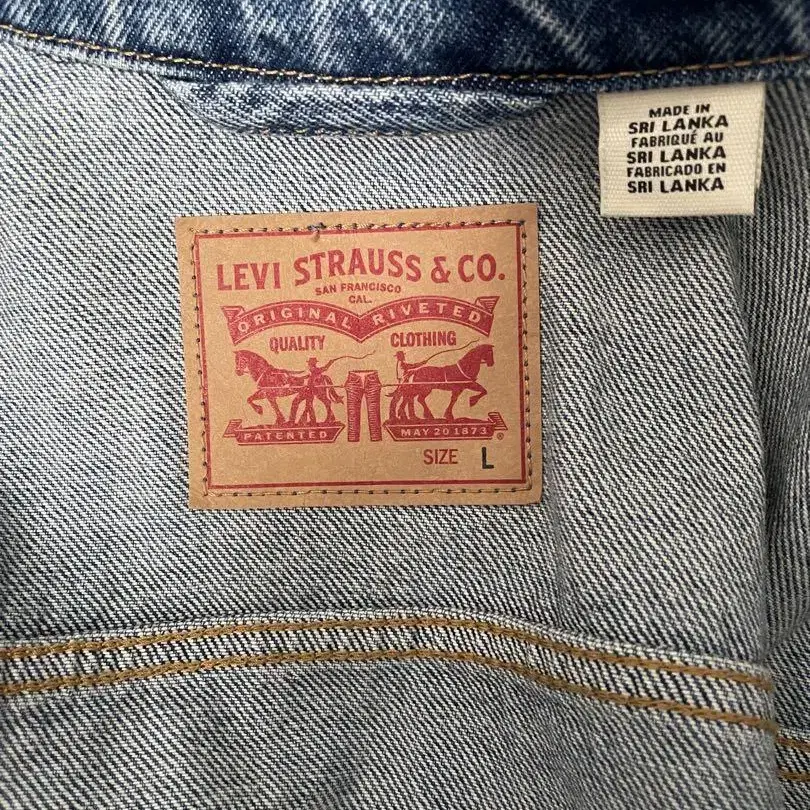 MADE IN
SRI LANKA
FABRIQUÉ AU
SRI LANKA
FABRICADO EN
SRI LANKA
LEVI STRAUSS & CO.
SAN FRANCISCO
CAL.
ORIGINAL RIVETED
QUALITY CLOTHING
PATENTED MAY 20 1873 ®
SIZE L